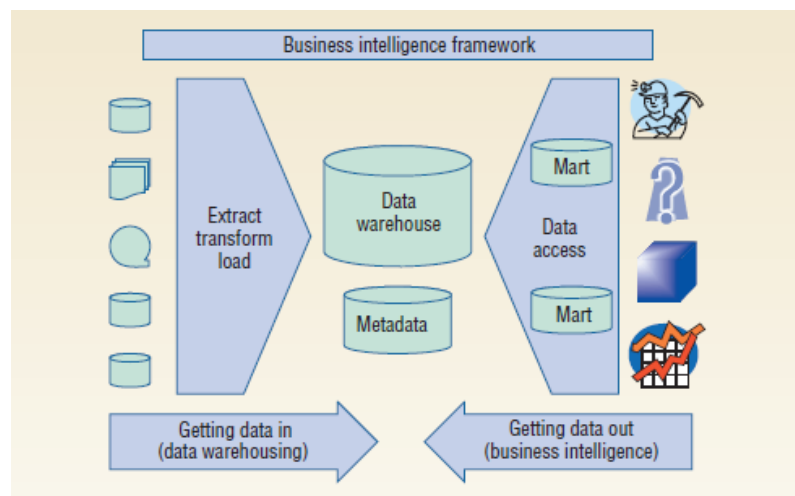 Business intelligence framework
Extract
transform
load
Data
warehouse
Metadata
Mart
Data
access
Mart
Getting data in
(data warehousing)
Getting data out
(business intelligence)